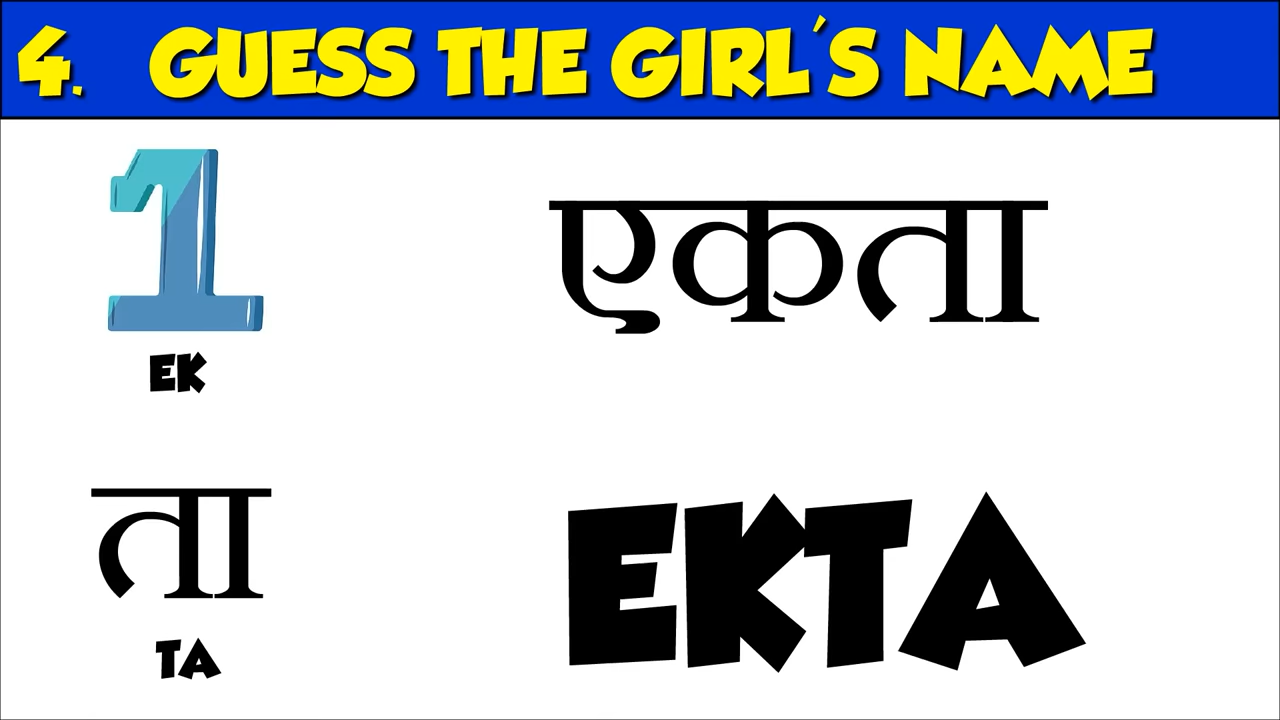 4. GUESS THE GIRL'S NAME
1
EK
एकता
ता
TA
EKTA